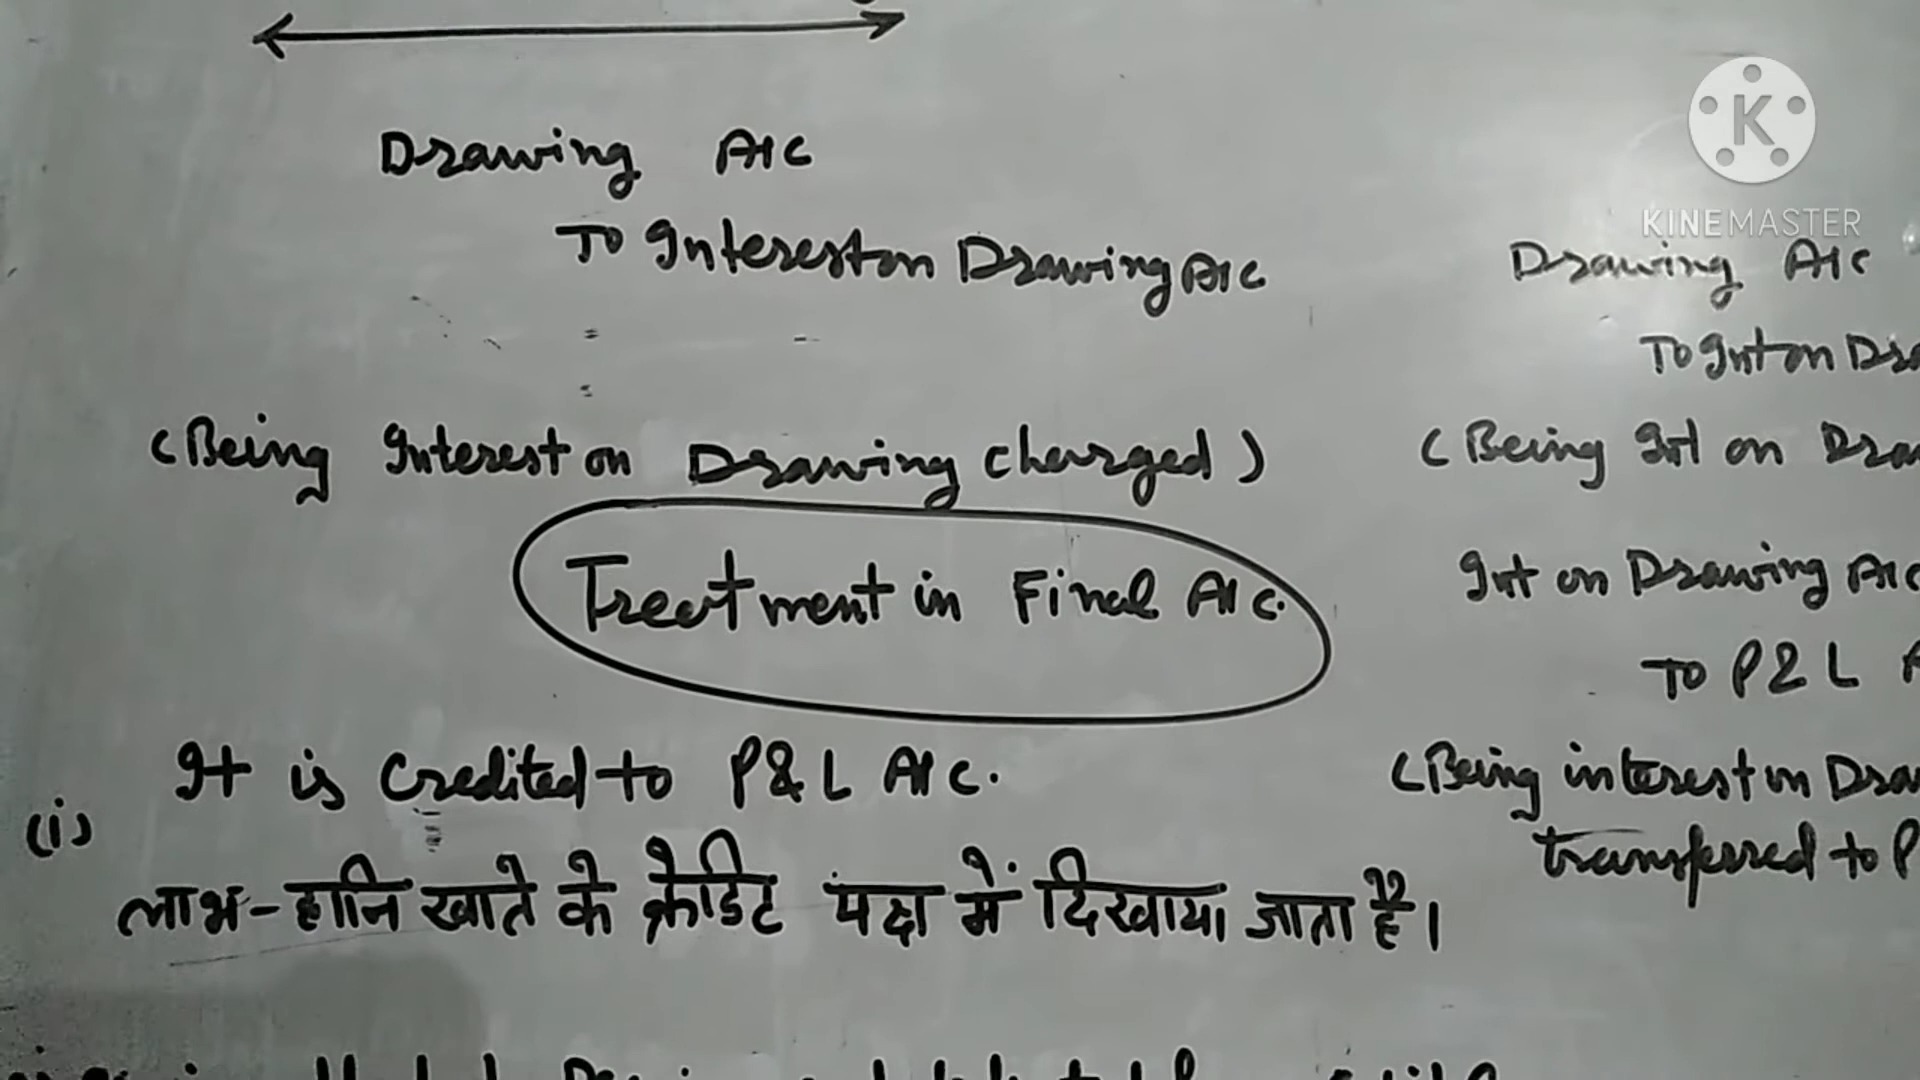 Drawing A/C
To Interest on Drawing A/C
(Being Interest on Drawing charged)
Treatment in Final A/c.
It is credited to P&L A/c.
(i)
लाभ-हानि खाते के क्रेडिट पक्ष में दिखाया जाता है।
K
KINEMASTER
Drawing A/c
To Int on
(Being Int on
Int on Drawing A/C
To P&L
(Being interest on
transferred to